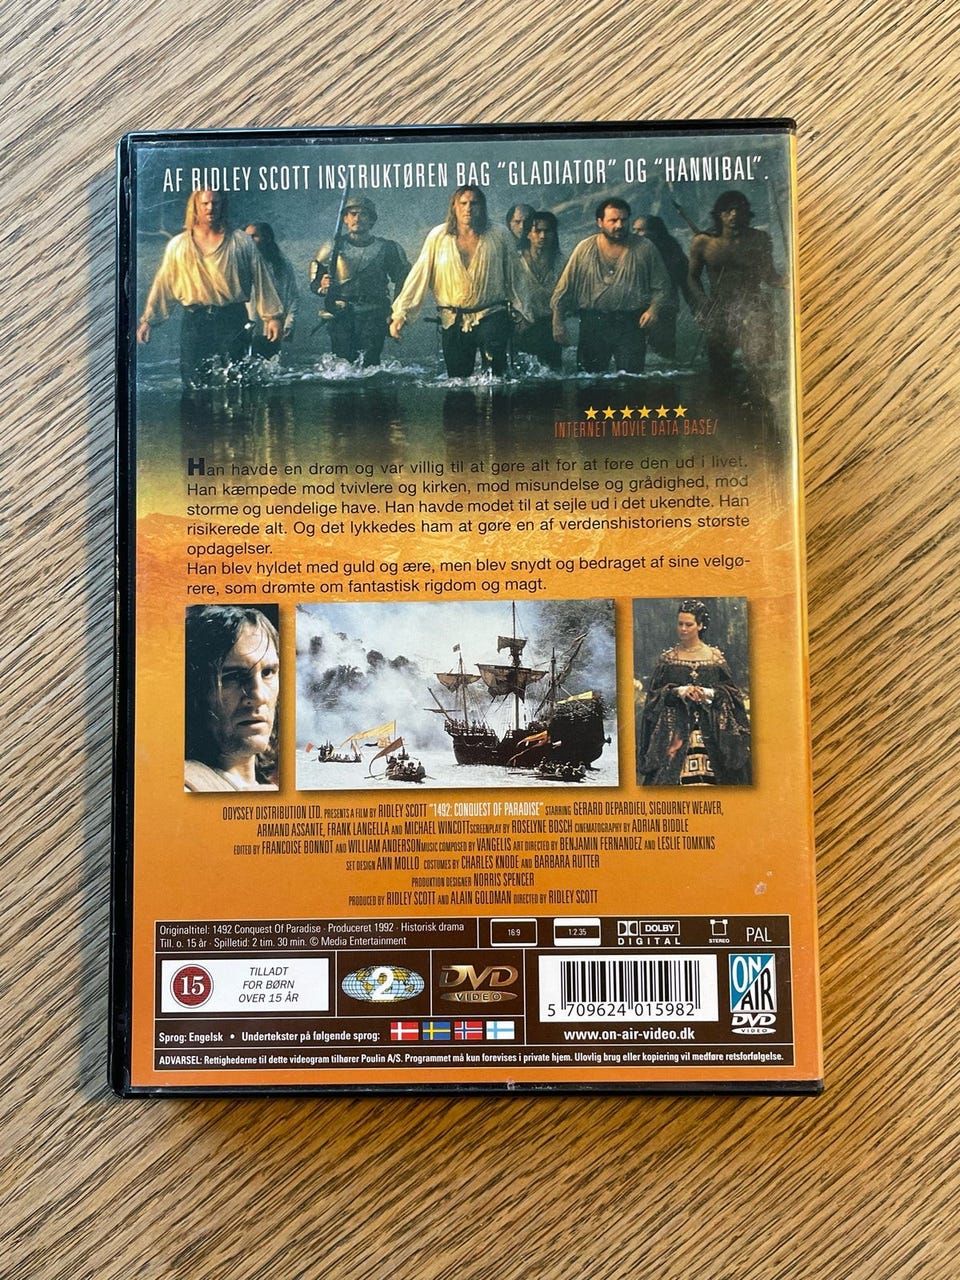 AF RIDLEY SCOTT INSTRUKTØREN BAG "GLADIATOR" OG "HANNIBAL".
INTERNET MOVIE DATA BASE/
Han havde en drøm og var villig til at gøre alt for at føre den ud i livet.
Han kæmpede mod tvivlere og kirken, mod misundelse og grådighed, mod
storme og uendelige have. Han havde modet til at sejle ud i det ukendte. Han
risikerede alt. Og det lykkedes ham at gøre en af verdenshistoriens største
opdagelser.
Han blev hyldet med guld og ære, men blev snydt og bedraget af sine velgø-
rere, som drømte om fantastisk rigdom og magt.
ODYSSEY DISTRIBUTION LTD. PRESENTS A FILM BY RIDLEY SCOTT "1492: CONQUEST OF PARADISE" STARRING GERARD DEPARDIEU, SIGOURNEY WEAVER,
ARMAND ASSANTE, FRANK LANGELLA AND MICHAEL WINCOTT SCREENPLAY BY ROSELYNE BOSCH CINEMATOGRAPHY BY ADRIAN BIDDLE
EDITED BY FRANCOISE BONNOT AND WILLIAM ANDERSON MUSIC COMPOSED BY VANGELIS ART DIRECTED BY BENJAMIN FERNANDEZ AND LESLIE TOMKINS
SET DESIGN ANN MOLLO COSTUMES BY CHARLES KNODE AND BARBARA RUTTER
PRODUKTION DESIGNER NORRIS SPENCER
PRODUCED BY RIDLEY SCOTT AND ALAIN GOLDMAN DIRECTED BY RIDLEY SCOTT
Originaltitel: 1492 Conquest Of Paradise · Produceret 1992 · Historisk drama
Till. o. 15 år · Spilletid: 2 tim. 30 min. © Media Entertainment
16:9
1:2.35
DOLBY
DIGITAL
STEREO
PAL
15
TILLADT
FOR BØRN
OVER 15 ÅR
2
DVD
VIDEO
5 709624 015982
ON
AIR
DVD
VIDEO
Sprog: Engelsk • Undertekster på følgende sprog:
www.on-air-video.dk
ADVARSEL: Rettighederne til dette videogram tilhører Poulin A/S. Programmet må kun forevises i private hjem. Ulovlig brug eller kopiering vil medføre retsforfølgelse.